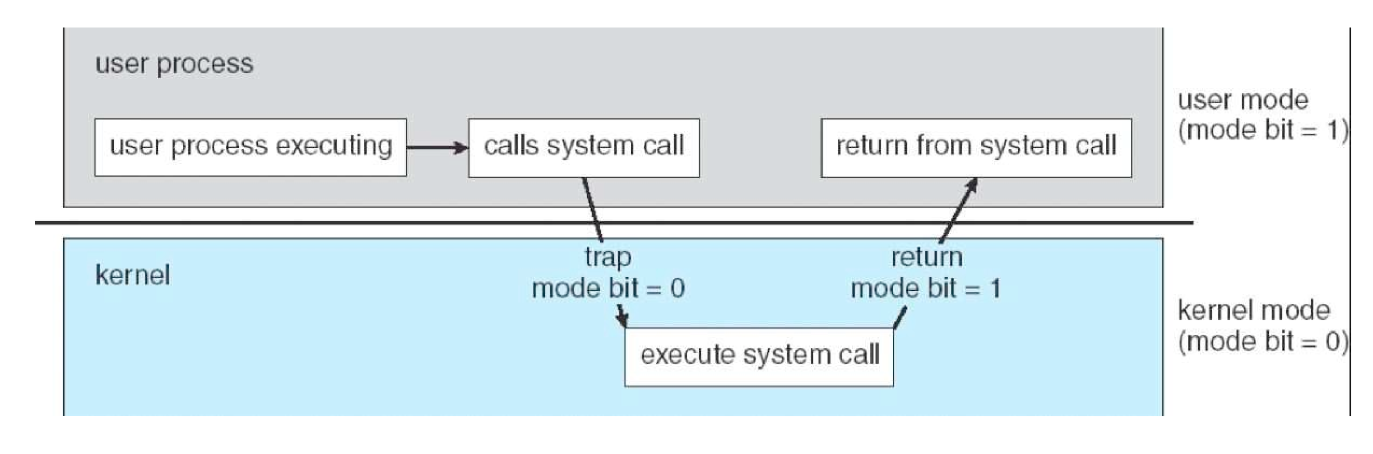 user process
user process executing
calls system call
return from system call
user mode
(mode bit = 1)
kernel
trap
mode bit = 0
return
mode bit = 1
execute system call
kernel mode
(mode bit = 0)